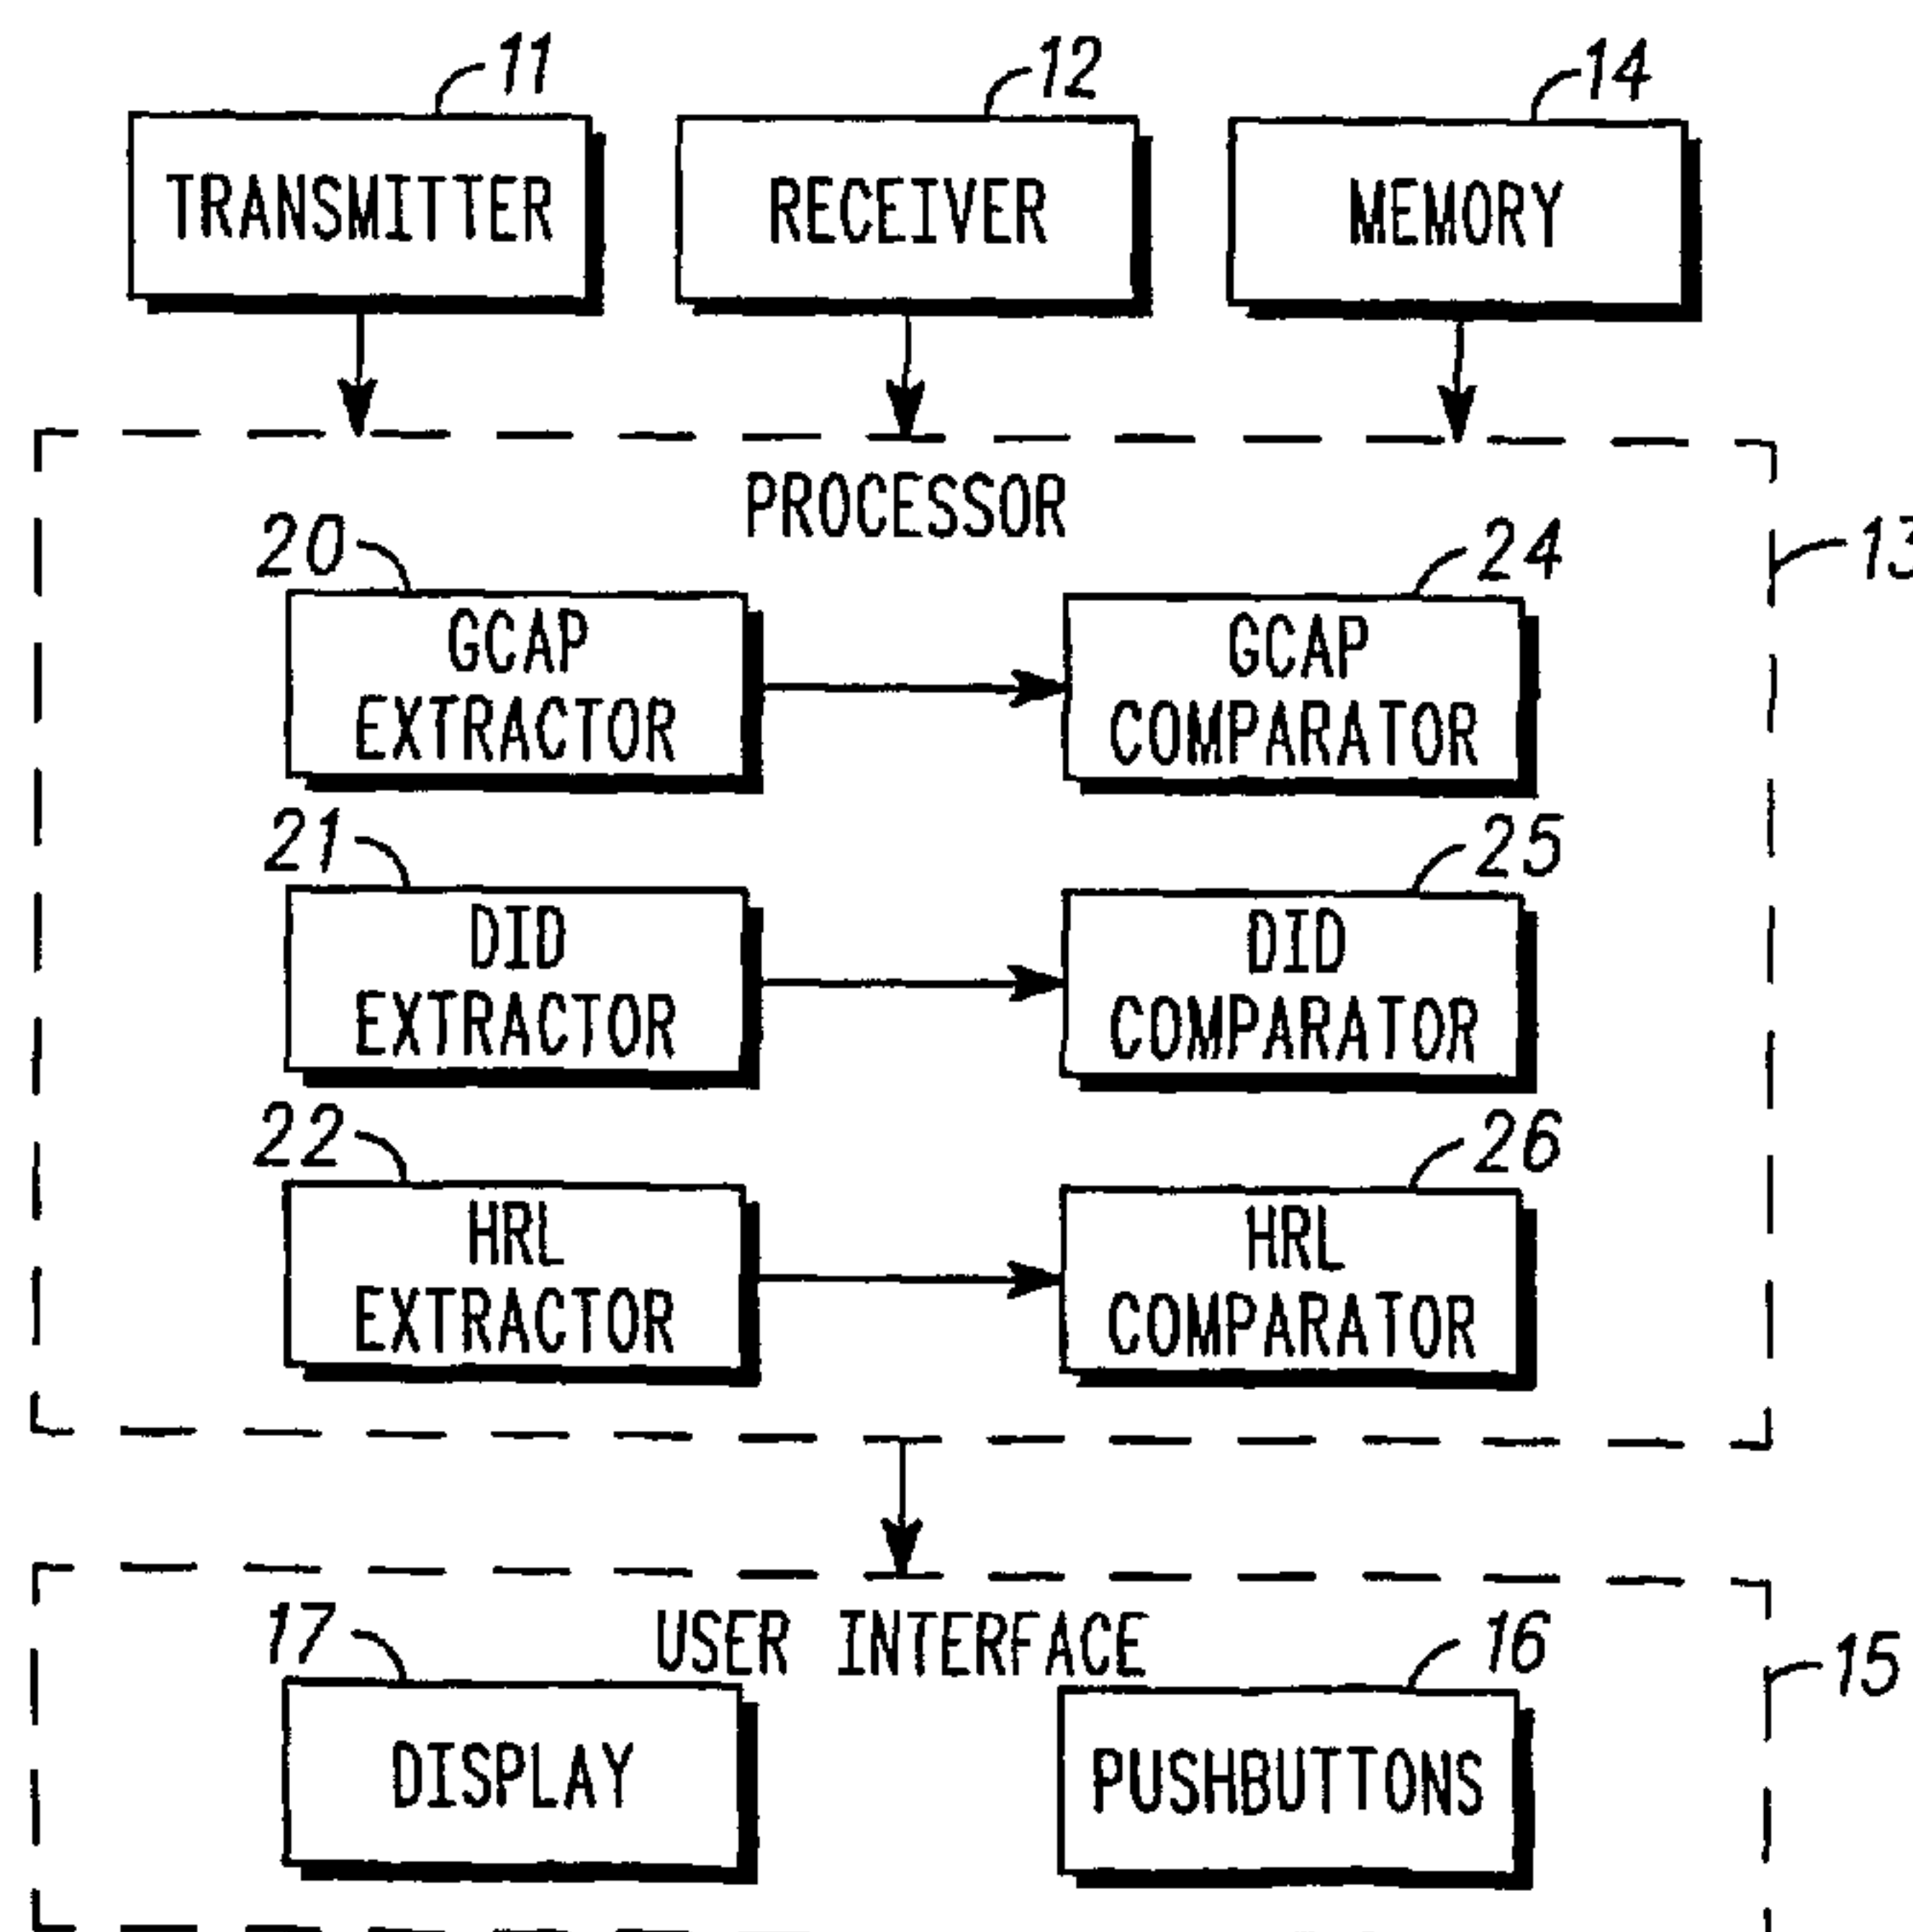 11
12
14
TRANSMITTER
RECEIVER
MEMORY
PROCESSOR
13
20
24
GCAP
EXTRACTOR
GCAP
COMPARATOR
21
25
DID
EXTRACTOR
DID
COMPARATOR
22
26
HRL
EXTRACTOR
HRL
COMPARATOR
USER INTERFACE
17
16
15
DISPLAY
PUSHBUTTONS